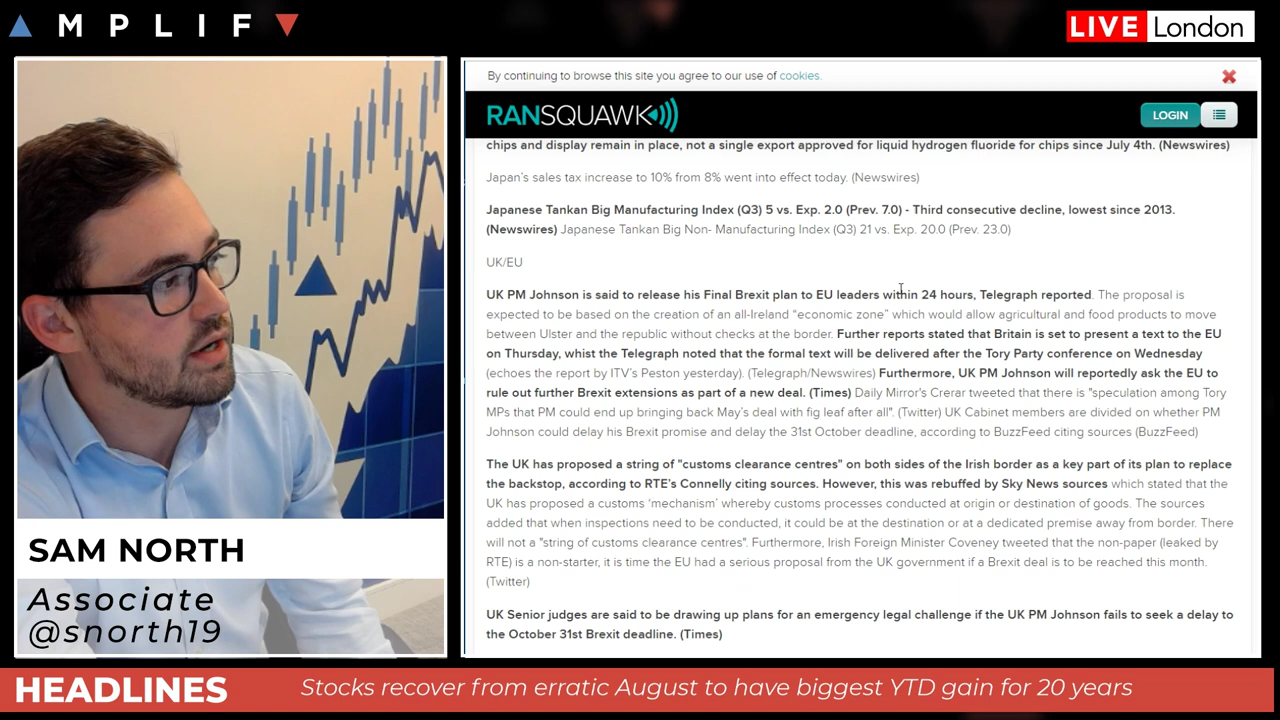 MPLIF
LIVE London
By continuing to browse this site you agree to our use of cookies.
RANSQUAWK
LOGIN
chips and display remain in place, not a single export approved for liquid hydrogen fluoride for chips since July 4th. (Newswires)
Japan's sales tax increase to 10% from 8% went into effect today. (Newswires)
Japanese Tankan Big Manufacturing Index (Q3) 5 vs. Exp. 2.0 (Prev. 7.0) - Third consecutive decline, lowest since 2013.
(Newswires) Japanese Tankan Big Non- Manufacturing Index (Q3) 21 vs. Exp. 20.0 (Prev. 23.0)
UK/EU
UK PM Johnson is said to release his Final Brexit plan to EU leaders within 24 hours, Telegraph reported. The proposal is
expected to be based on the creation of an all-Ireland “economic zone” which would allow agricultural and food products to move
between Ulster and the republic without checks at the border. Further reports stated that Britain is set to present a text to the EU
on Thursday, whist the Telegraph noted that the formal text will be delivered after the Tory Party conference on Wednesday
(echoes the report by ITV's Peston yesterday). (Telegraph/Newswires) Furthermore, UK PM Johnson will reportedly ask the EU to
rule out further Brexit extensions as part of a new deal. (Times) Daily Mirror's Crerar tweeted that there is "speculation among Tory
MPs that PM could end up bringing back May's deal with fig leaf after all". (Twitter) UK Cabinet members are divided on whether PM
Johnson could delay his Brexit promise and delay the 31st October deadline, according to BuzzFeed citing sources (BuzzFeed)
The UK has proposed a string of "customs clearance centres" on both sides of the Irish border as a key part of its plan to replace
the backstop, according to RTE's Connelly citing sources. However, this was rebuffed by Sky News sources which stated that the
UK has proposed a customs ‘mechanism’ whereby customs processes conducted at origin or destination of goods. The sources
added that when inspections need to be conducted, it could be at the destination or at a dedicated premise away from border. There
will not a "string of customs clearance centres". Furthermore, Irish Foreign Minister Coveney tweeted that the non-paper (leaked by
RTE) is a non-starter, it is time the EU had a serious proposal from the UK government if a Brexit deal is to be reached this month.
(Twitter)
UK Senior judges are said to be drawing up plans for an emergency legal challenge if the UK PM Johnson fails to seek a delay to
the October 31st Brexit deadline. (Times)
SAM NORTH
Associate
@snorth19
HEADLINES Stocks recover from erratic August to have biggest YTD gain for 20 years